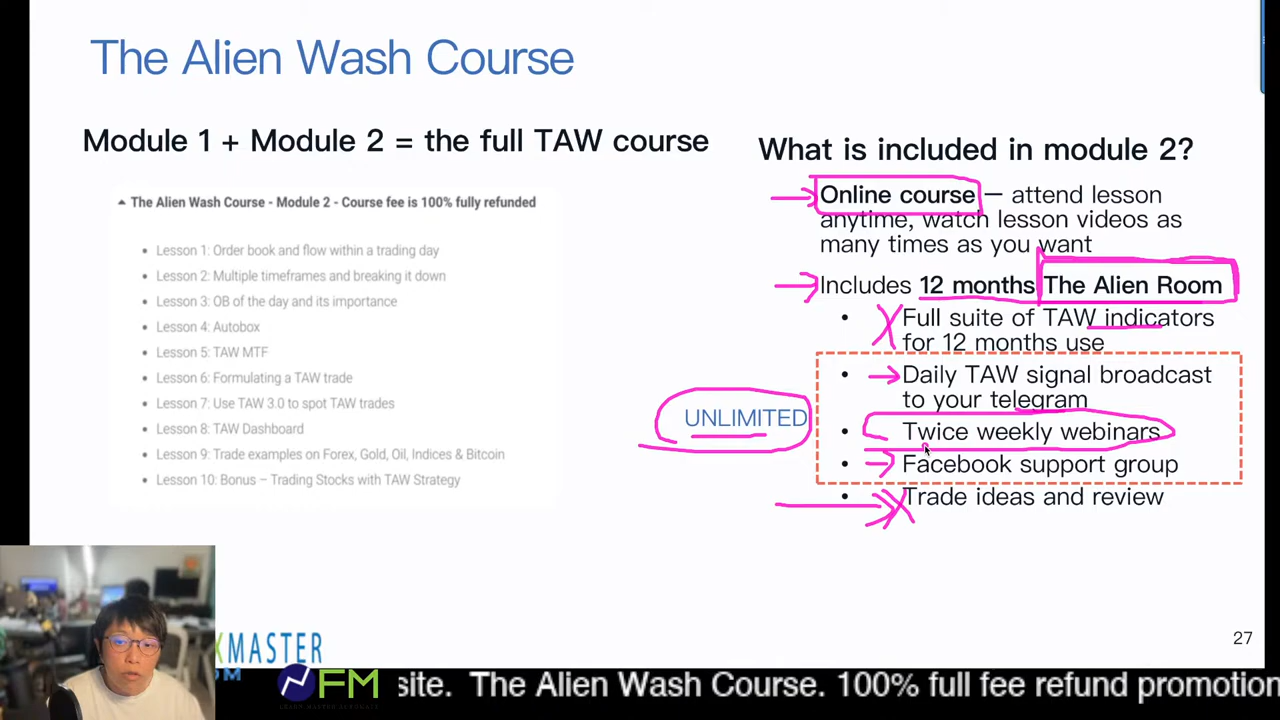 The Alien Wash Course
Module 1 + Module 2 = the full TAW course
The Alien Wash Course - Module 2 - Course fee is 100% fully refunded
Lesson 1: Order book and flow within a trading day
Lesson 2: Multiple timeframes and breaking it down
Lesson 3: OB of the day and its importance
Lesson 4: Autobox
Lesson 5: TAW MTF
Lesson 6: Formulating a TAW trade
Lesson 7: Use TAW 3.0 to spot TAW trades
Lesson 8: TAW Dashboard
Lesson 9: Trade examples on Forex, Gold, Oil, Indices & Bitcoin
Lesson 10: Bonus – Trading Stocks with TAW Strategy
What is included in module 2?
Online course – attend lesson
anytime, watch lesson videos as
many times as you want
Includes 12 months The Alien Room
Full suite of TAW indicators
for 12 months use
Daily TAW signal broadcast
to your telegram
UNLIMITED
Twice weekly webinars
Facebook support group
Trade ideas and review
27
XMASTER
OM
FM
site. The Alien Wash Course. 100% full fee refund promotion